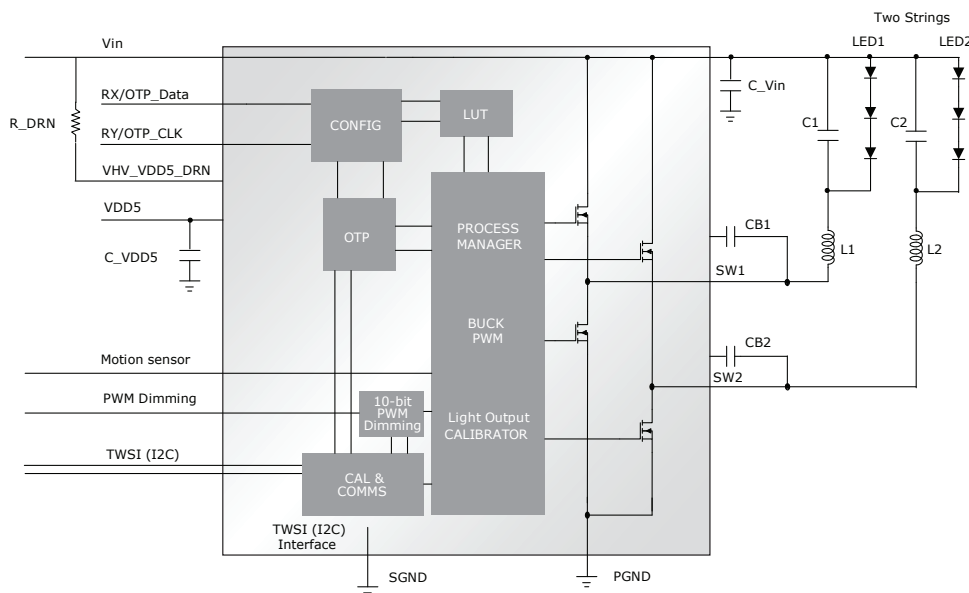 Two Strings
Vin
LED1
LED2
C_Vin
RX/OTP_Data
CONFIG
LUT
C1
C2
R_DRN
RY/OTP_CLK
VHV_VDD5_DRN
VDD5
OTP
PROCESS
MANAGER
CB1
L1
L2
C_VDD5
SW1
BUCK
PWM
CB2
Motion sensor
SW2
PWM Dimming
10-bit
PWM
Dimming
Light Output
CALIBRATOR
TWSI (I2C)
CAL &
COMMS
TWSI (I2C)
Interface
SGND
PGND